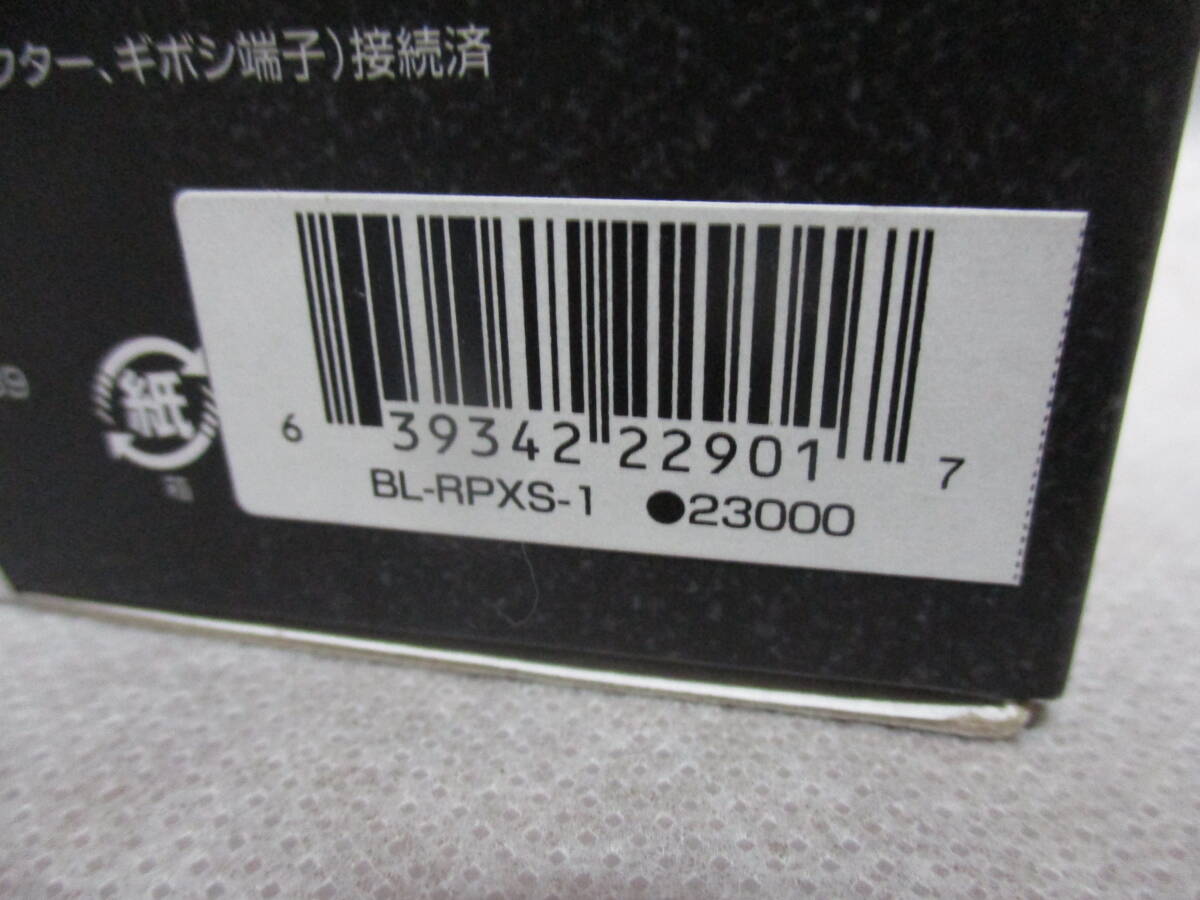 ター、ギボシ端子)接続済
紙
箱
6 39342 22901 7
BL-RPXS-1 ●23000